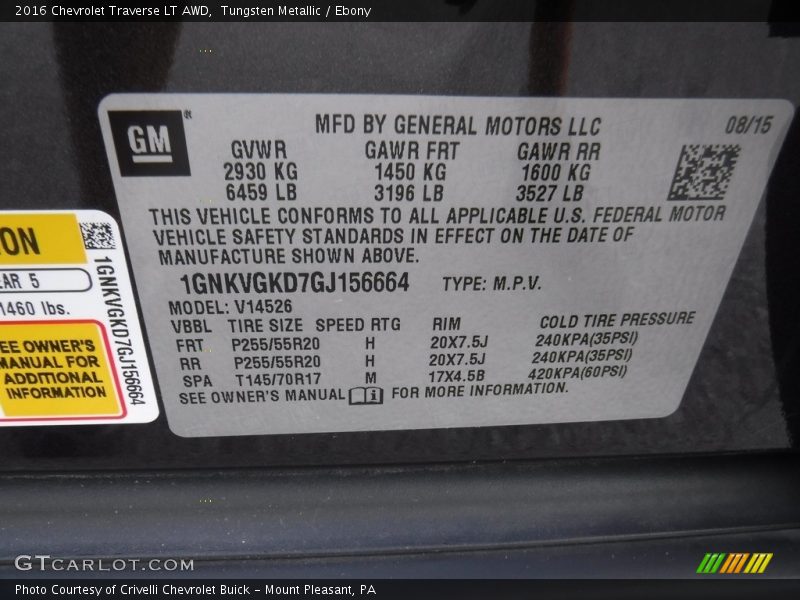 2016 Chevrolet Traverse LT AWD, Tungsten Metallic / Ebony
GM
MFD BY GENERAL MOTORS LLC
08/15
GVWR GAWR FRT GAWR RR
2930 KG 1450 KG 1600 KG
6459 LB 3196 LB 3527 LB
THIS VEHICLE CONFORMS TO ALL APPLICABLE U.S. FEDERAL MOTOR
VEHICLE SAFETY STANDARDS IN EFFECT ON THE DATE OF
MANUFACTURE SHOWN ABOVE.
1GNKVGKD7GJ156664 TYPE: M.P.V.
MODEL: V14526
VBBL TIRE SIZE SPEED RTG RIM COLD TIRE PRESSURE
FRT P255/55R20 H 20X7.5J 240KPA(35PSI)
RR P255/55R20 H 20X7.5J 240KPA(35PSI)
SPA T145/70R17 M 17X4.5B 420KPA(60PSI)
SEE OWNER'S MANUAL FOR MORE INFORMATION.
ION
EAR 5
1460 lbs.
EE OWNER'S
MANUAL FOR
ADDITIONAL
INFORMATION
1GNKVGKD7GJ156664
GTCARLOT.COM
Photo Courtesy of Crivelli Chevrolet Buick - Mount Pleasant, PA